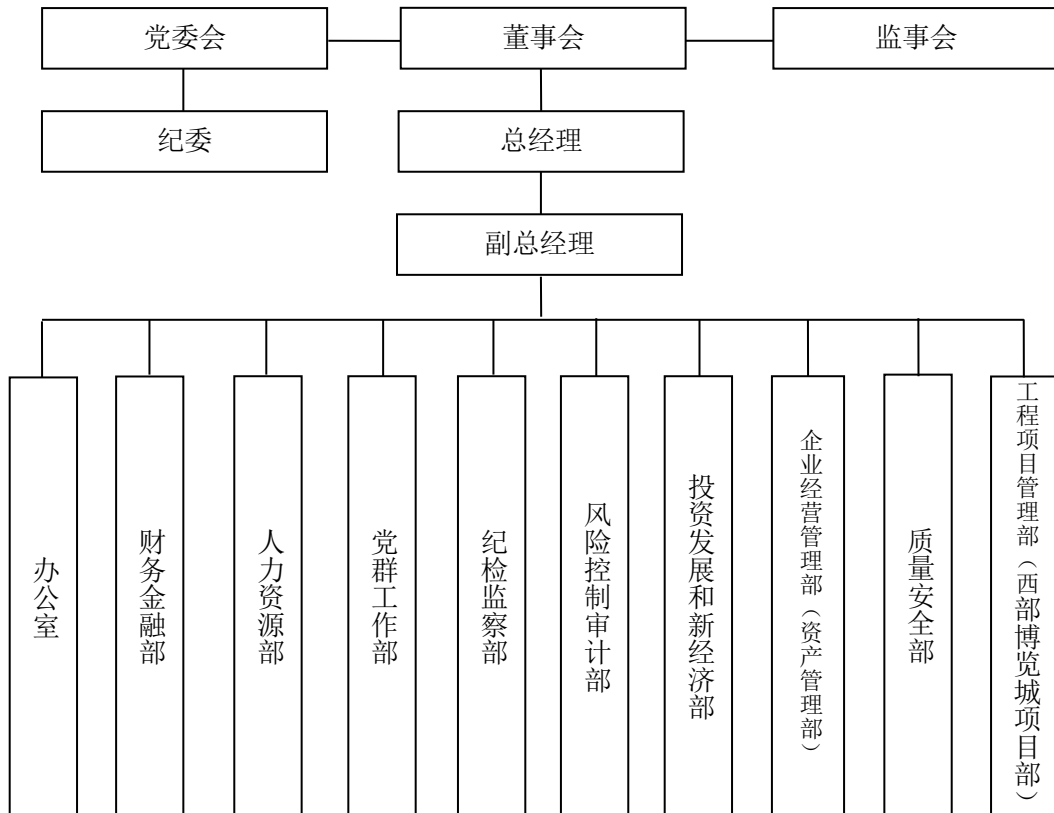 党委会
董事会
监事会
纪委
总经理
副总经理
办公室
财务金融部
人力资源部
党群工作部
纪检监察部
风险控制审计部
投资发展和新经济部
企业经营管理部（资产管理部）
质量安全部
工程项目管理部（西部博览城项目部）